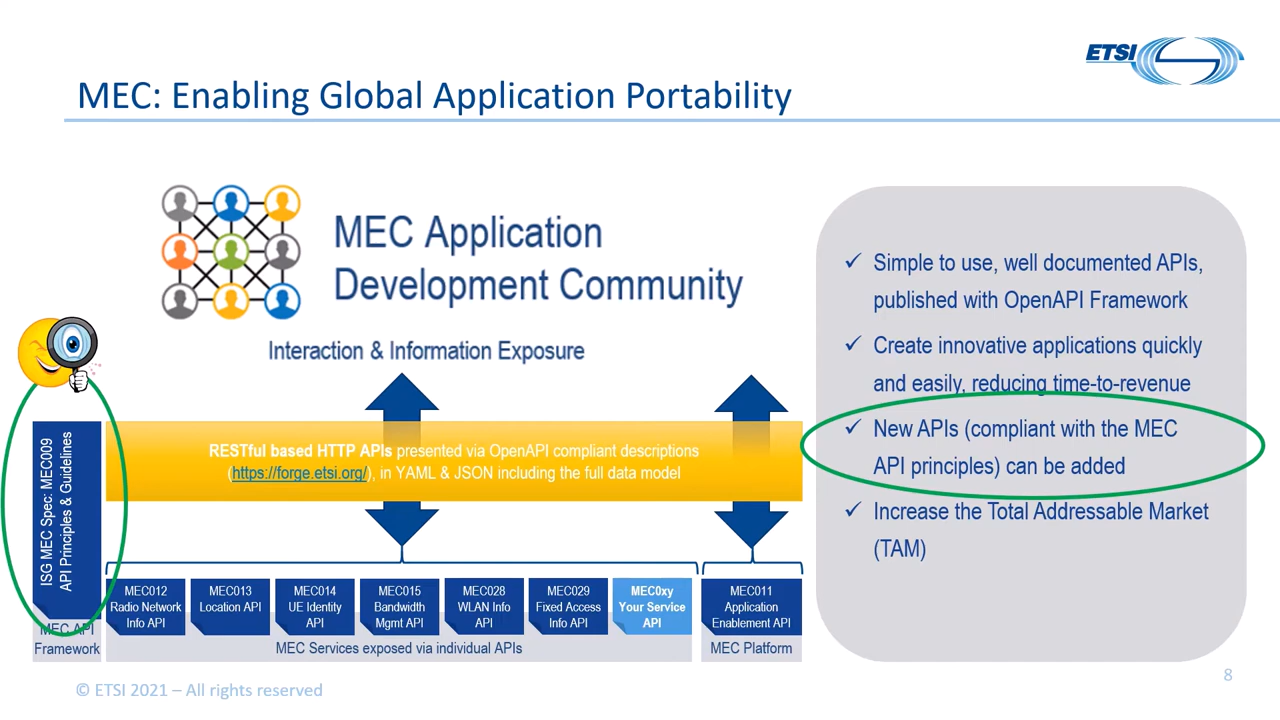 ETSI
MEC: Enabling Global Application Portability
MEC Application
Development Community
Interaction & Information Exposure
ISG MEC Spec: MEC009
API Principles & Guidelines
MEC API
Framework
RESTful based HTTP APIs presented via OpenAPI compliant descriptions
(https://forge.etsi.org/), in YAML & JSON including the full data model
MEC012
Radio Network
Info API
MEC013
Location API
MEC014
UE Identity
API
MEC015
Bandwidth
Mgmt API
MEC028
WLAN Info
API
MEC029
Fixed Access
Info API
MEC0xy
Your Service
API
MEC011
Application
Enablement API
MEC Services exposed via individual APIs
MEC Platform
✓ Simple to use, well documented APIs,
published with OpenAPI Framework
✓ Create innovative applications quickly
and easily, reducing time-to-revenue
✓ New APIs (compliant with the MEC
API principles) can be added
✓ Increase the Total Addressable Market
(TAM)
© ETSI 2021 – All rights reserved
8